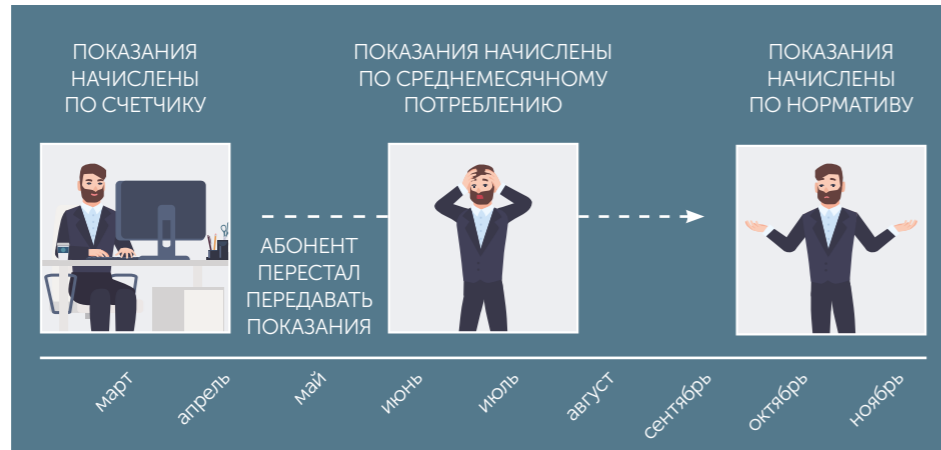 ПОКАЗАНИЯ
НАЧИСЛЕНЫ
ПО СЧЕТЧИКУ
ПОКАЗАНИЯ НАЧИСЛЕНЫ
ПО СРЕДНЕМЕСЯЧНОМУ
ПОТРЕБЛЕНИЮ
ПОКАЗАНИЯ
НАЧИСЛЕНЫ
ПО НОРМАТИВУ
АБОНЕНТ
ПЕРЕСТАЛ
ПЕРЕДАВАТЬ
ПОКАЗАНИЯ
март
апрель
май
июнь
июль
август
сентябрь
октябрь
ноябрь